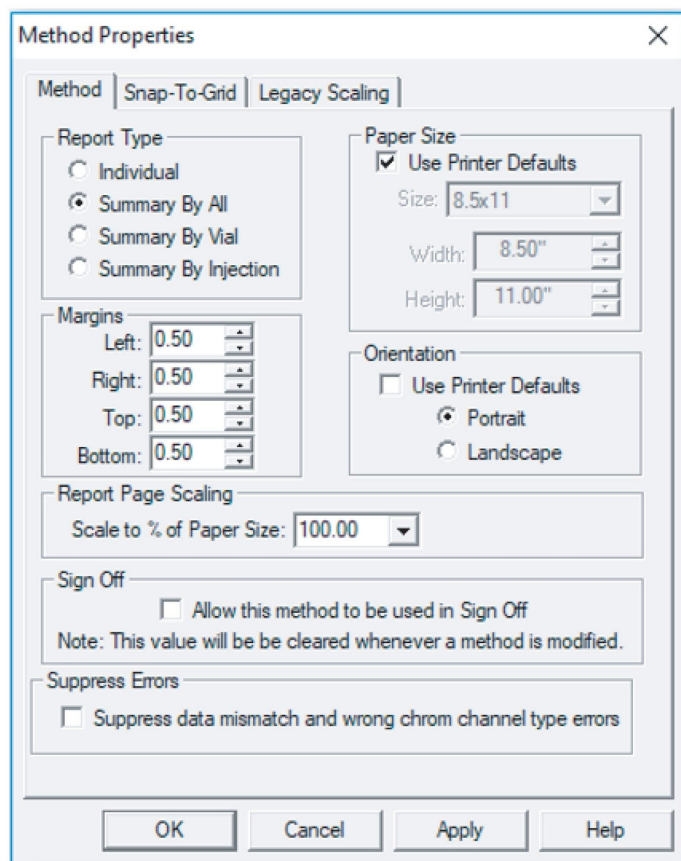 Method Properties
Method
Snap-To-Grid
Legacy Scaling
Report Type
Individual
Summary By All
Summary By Vial
Summary By Injection
Paper Size
Use Printer Defaults
Size: 8.5x11
Width: 8.50"
Height: 11.00"
Margins
Left: 0.50
Right: 0.50
Top: 0.50
Bottom: 0.50
Orientation
Use Printer Defaults
Portrait
Landscape
Report Page Scaling
Scale to % of Paper Size: 100.00
Sign Off
Allow this method to be used in Sign Off
Note: This value will be be cleared whenever a method is modified.
Suppress Errors
Suppress data mismatch and wrong chrom channel type errors
OK
Cancel
Apply
Help